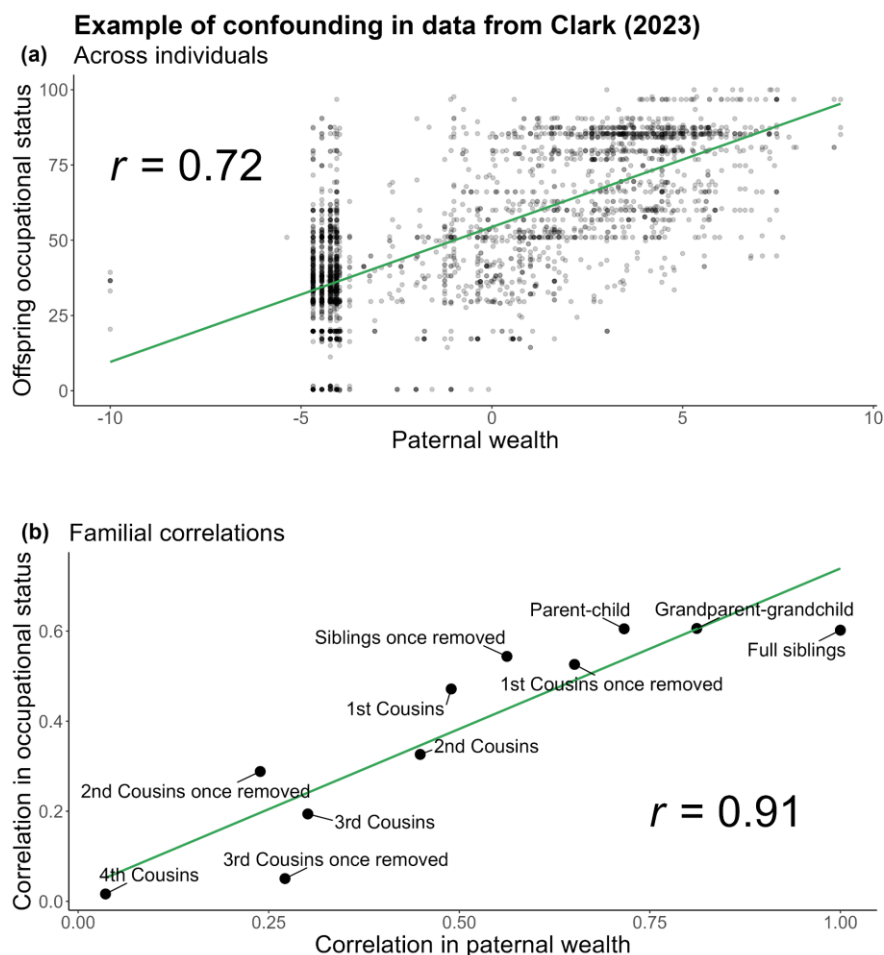 Example of confounding in data from Clark (2023)
(a) Across individuals
100
75
50
25
0
Offspring occupational status
r = 0.72
-10 -5 0 5 10
Paternal wealth
(b) Familial correlations
Correlation in occupational status
0.6
0.4
0.2
0.0
Parent-child
Grandparent-grandchild
Siblings once removed
Full siblings
1st Cousins once removed
1st Cousins
2nd Cousins
2nd Cousins once removed
3rd Cousins
r = 0.91
3rd Cousins once removed
4th Cousins
0.00 0.25 0.50 0.75 1.00
Correlation in paternal wealth